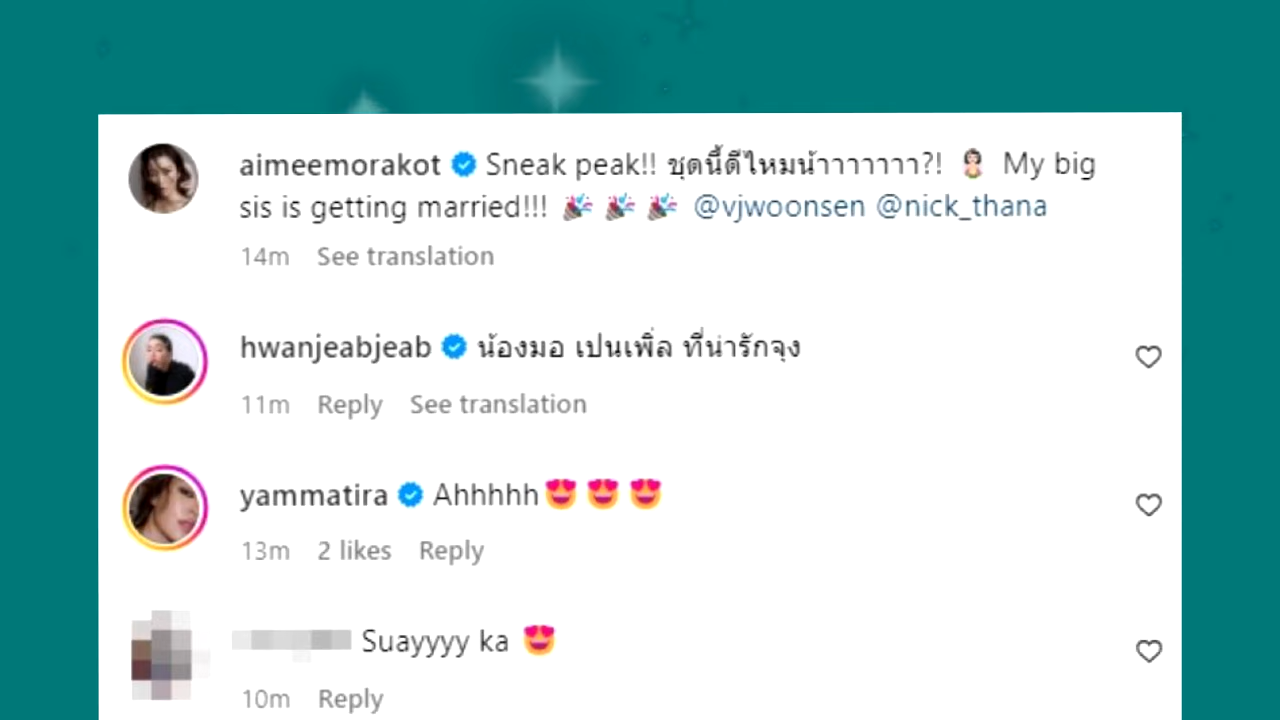 aimeemorakot Sneak peak!! ชุดนี้ดีไหมน้าาาาาาาา?! 👰🏻 My big
sis is getting married!!! 🎉 🎉 🎉 @vjwoonsen @nick_thana
14m See translation
hwanjeabjeab น้องมอ เปนเพิ่ล ที่น่ารักจุง
11m Reply See translation
yammatira Ahhhhh😍 😍 😍
13m 2 likes Reply
Suayyyy ka 😍
10m Reply